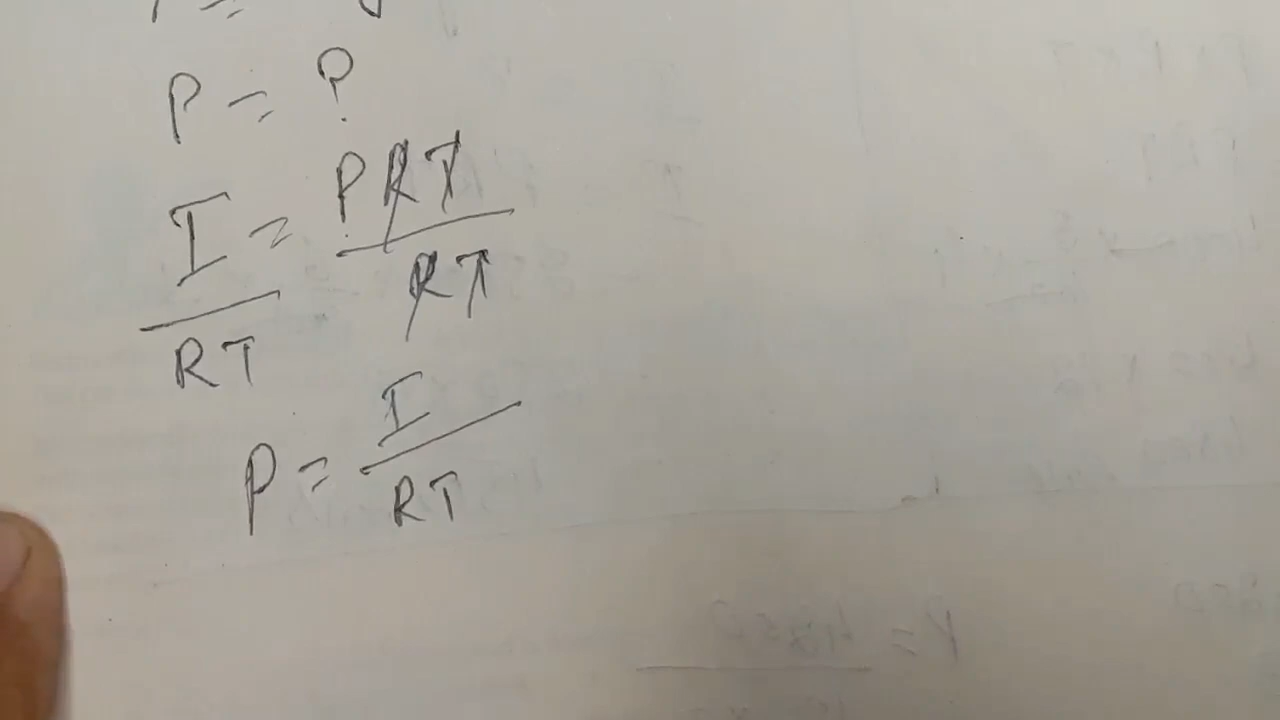 P = ?
I = PRT
RT RT
P = I
RT